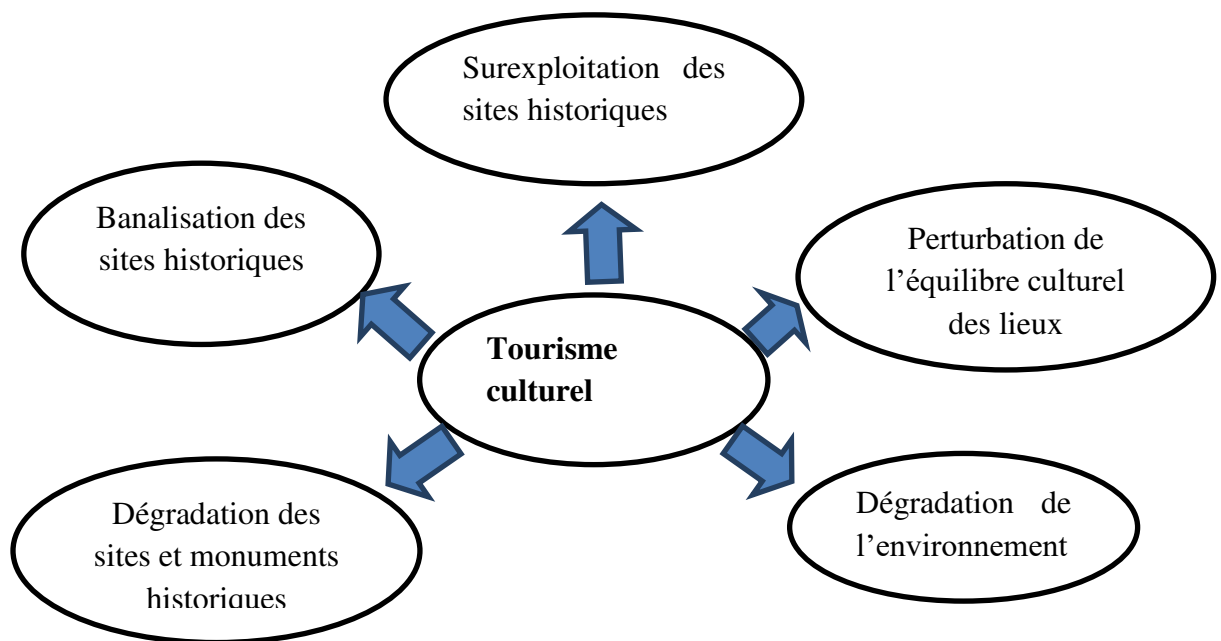 Surexploitation des
sites historiques
Banalisation des
sites historiques
Perturbation de
l’équilibre culturel
des lieux
Tourisme
culturel
Dégradation des
sites et monuments
historiques
Dégradation de
l’environnement